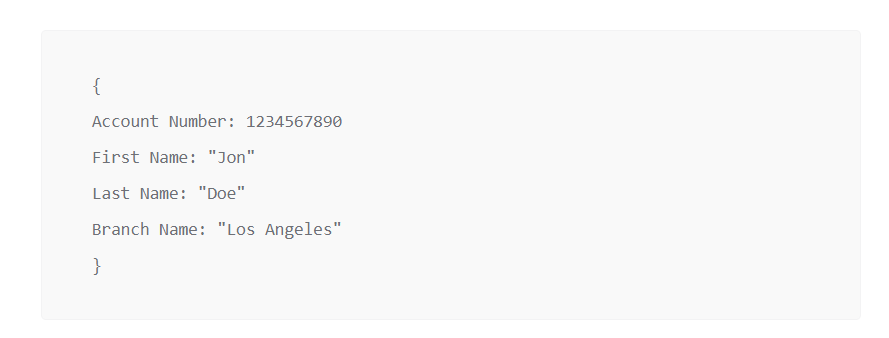 {
Account Number: 1234567890
First Name: "Jon"
Last Name: "Doe"
Branch Name: "Los Angeles"
}